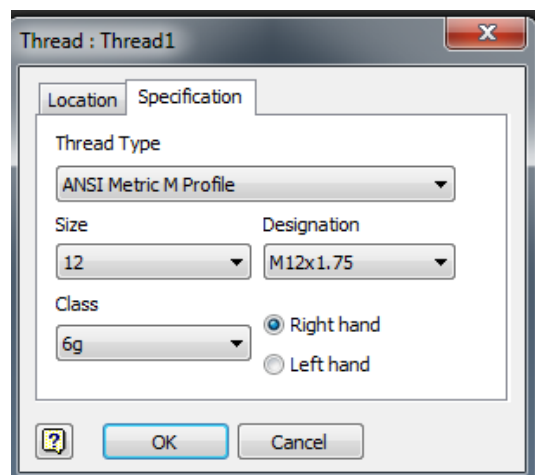 Thread : Thread1
Location Specification
Thread Type
ANSI Metric M Profile
Size Designation
12 M12x1.75
Class
6g
Right hand
Left hand
OK Cancel